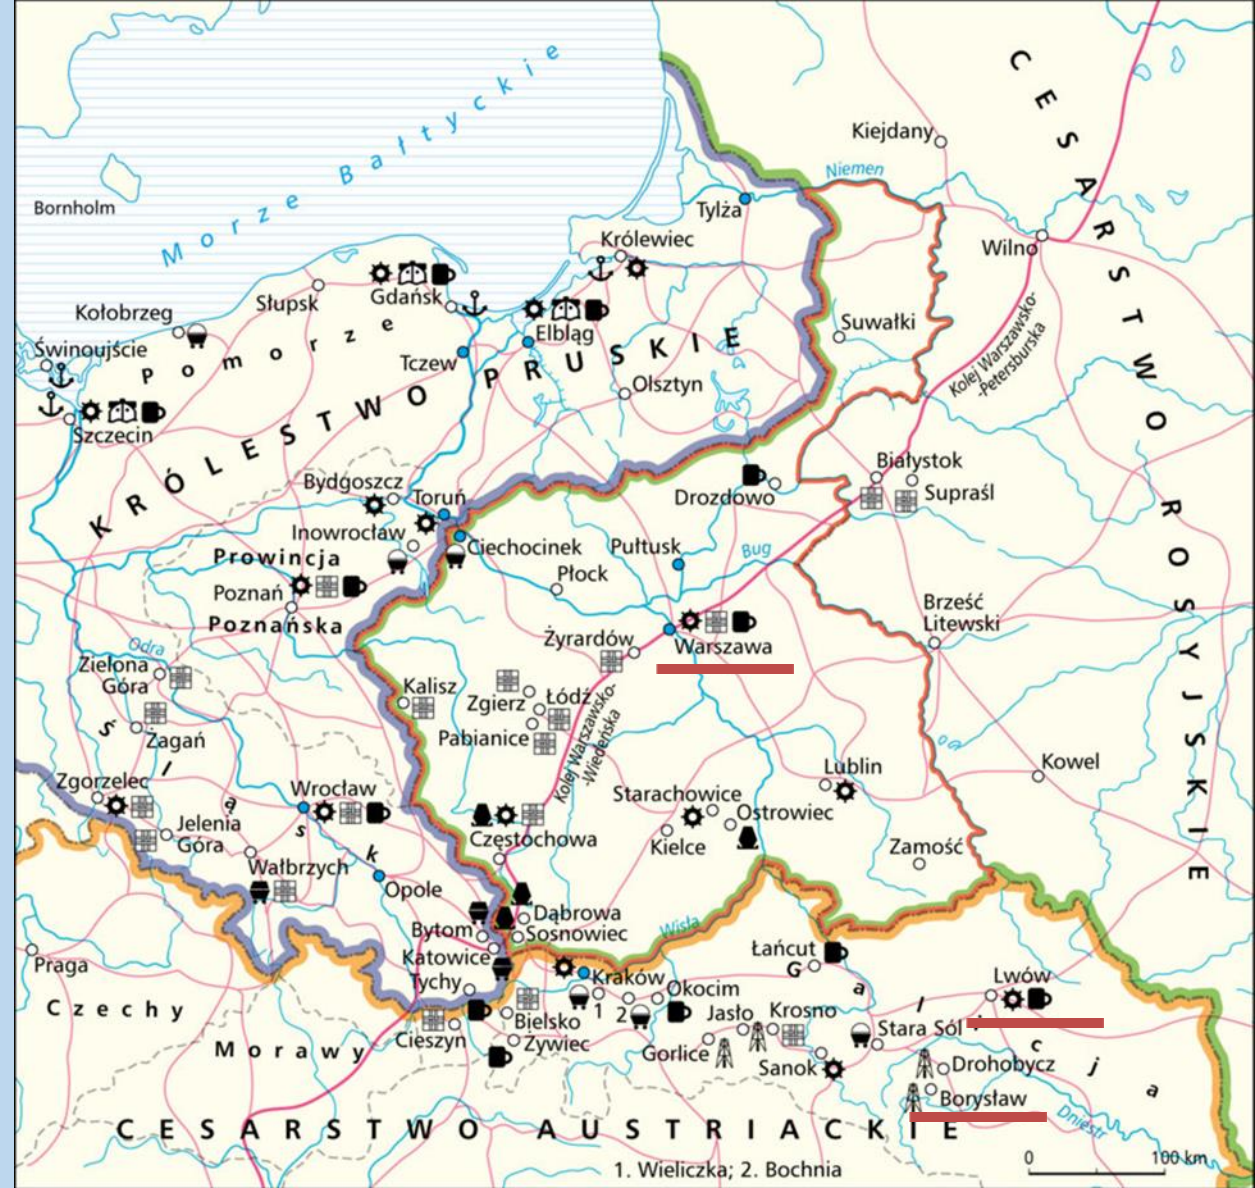 Morze Bałtyckie
CESARSTWO ROSYJSKIE
Kiejdany
Niemen
Bornholm
Tylża
Królewiec
Wilno
Gdańsk
Słupsk
Kołobrzeg
Elbląg
Suwałki
Kolej Warszawsko-
-Petersburska
Świnoujście
Pomorze
Tczew
KRÓLESTWO PRUSKIE
Olsztyn
Szczecin
Białystok
Bydgoszcz
Toruń
Drozdowo
Supraśl
Inowrocław
Ciechocinek
Pułtusk
Bug
Prowincja
Płock
Poznań
Poznańska
Brześć
Litewski
Żyrardów
Warszawa
Odra
Zielona
Góra
Kalisz
Zgierz
Łódź
Kolej Warszawsko-
-Wiedeńska
Pabianice
Żagań
Śląsk
Kowel
Lublin
Zgorzelec
Wrocław
Starachowice
Ostrowiec
Jelenia
Góra
Częstochowa
Kielce
Zamość
Wałbrzych
Opole
Dąbrowa
Bytom
Sosnowiec
Wisła
Katowice
Łańcut
Praga
Tychy
Kraków
Okocim
Galicja
Lwów
Czechy
1
2
Jasło
Krosno
Bielsko
Stara Sól
Cieszyn
Żywiec
Gorlice
Morawy
Sanok
Drohobycz
Borysław
Dniestr
CESARSTWO AUSTRIACKIE
1. Wieliczka; 2. Bochnia
0
100 km